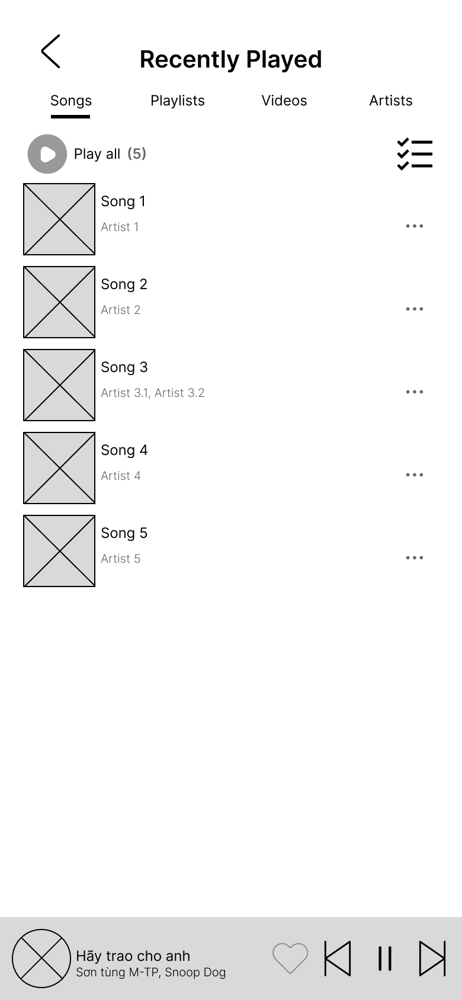 Recently Played
Songs Playlists Videos Artists
Play all (5)
Song 1
Artist 1
Song 2
Artist 2
Song 3
Artist 3.1, Artist 3.2
Song 4
Artist 4
Song 5
Artist 5
Hãy trao cho anh
Sơn tùng M-TP, Snoop Dog